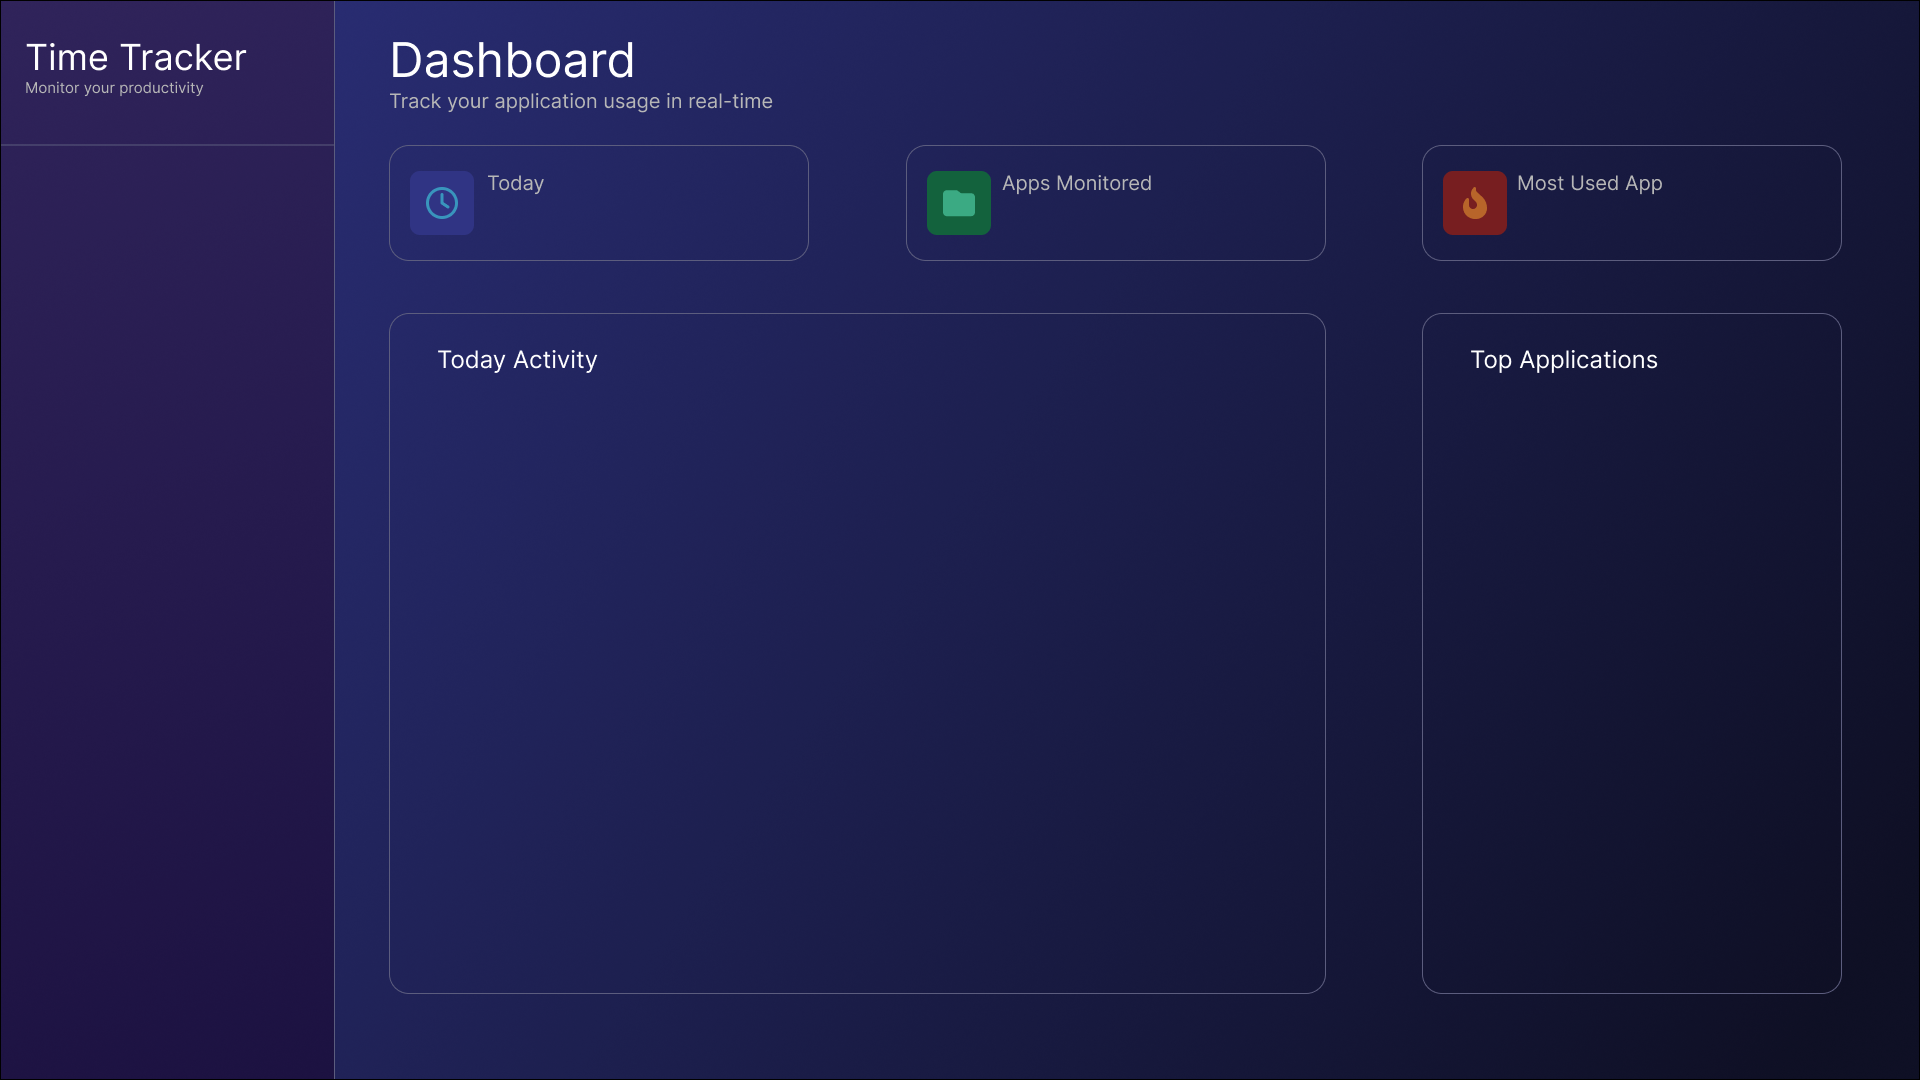 Time Tracker
Monitor your productivity
Dashboard
Track your application usage in real-time
Today
Apps Monitored
Most Used App
Today Activity
Top Applications